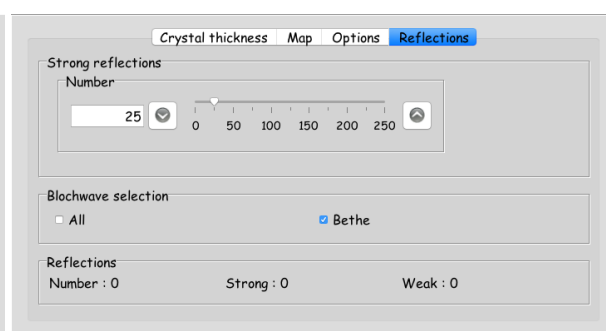 Crystal thickness Map Options Reflections
Strong reflections
Number
25
0 50 100 150 200 250
Blochwave selection
All Bethe
Reflections
Number : 0 Strong : 0 Weak : 0